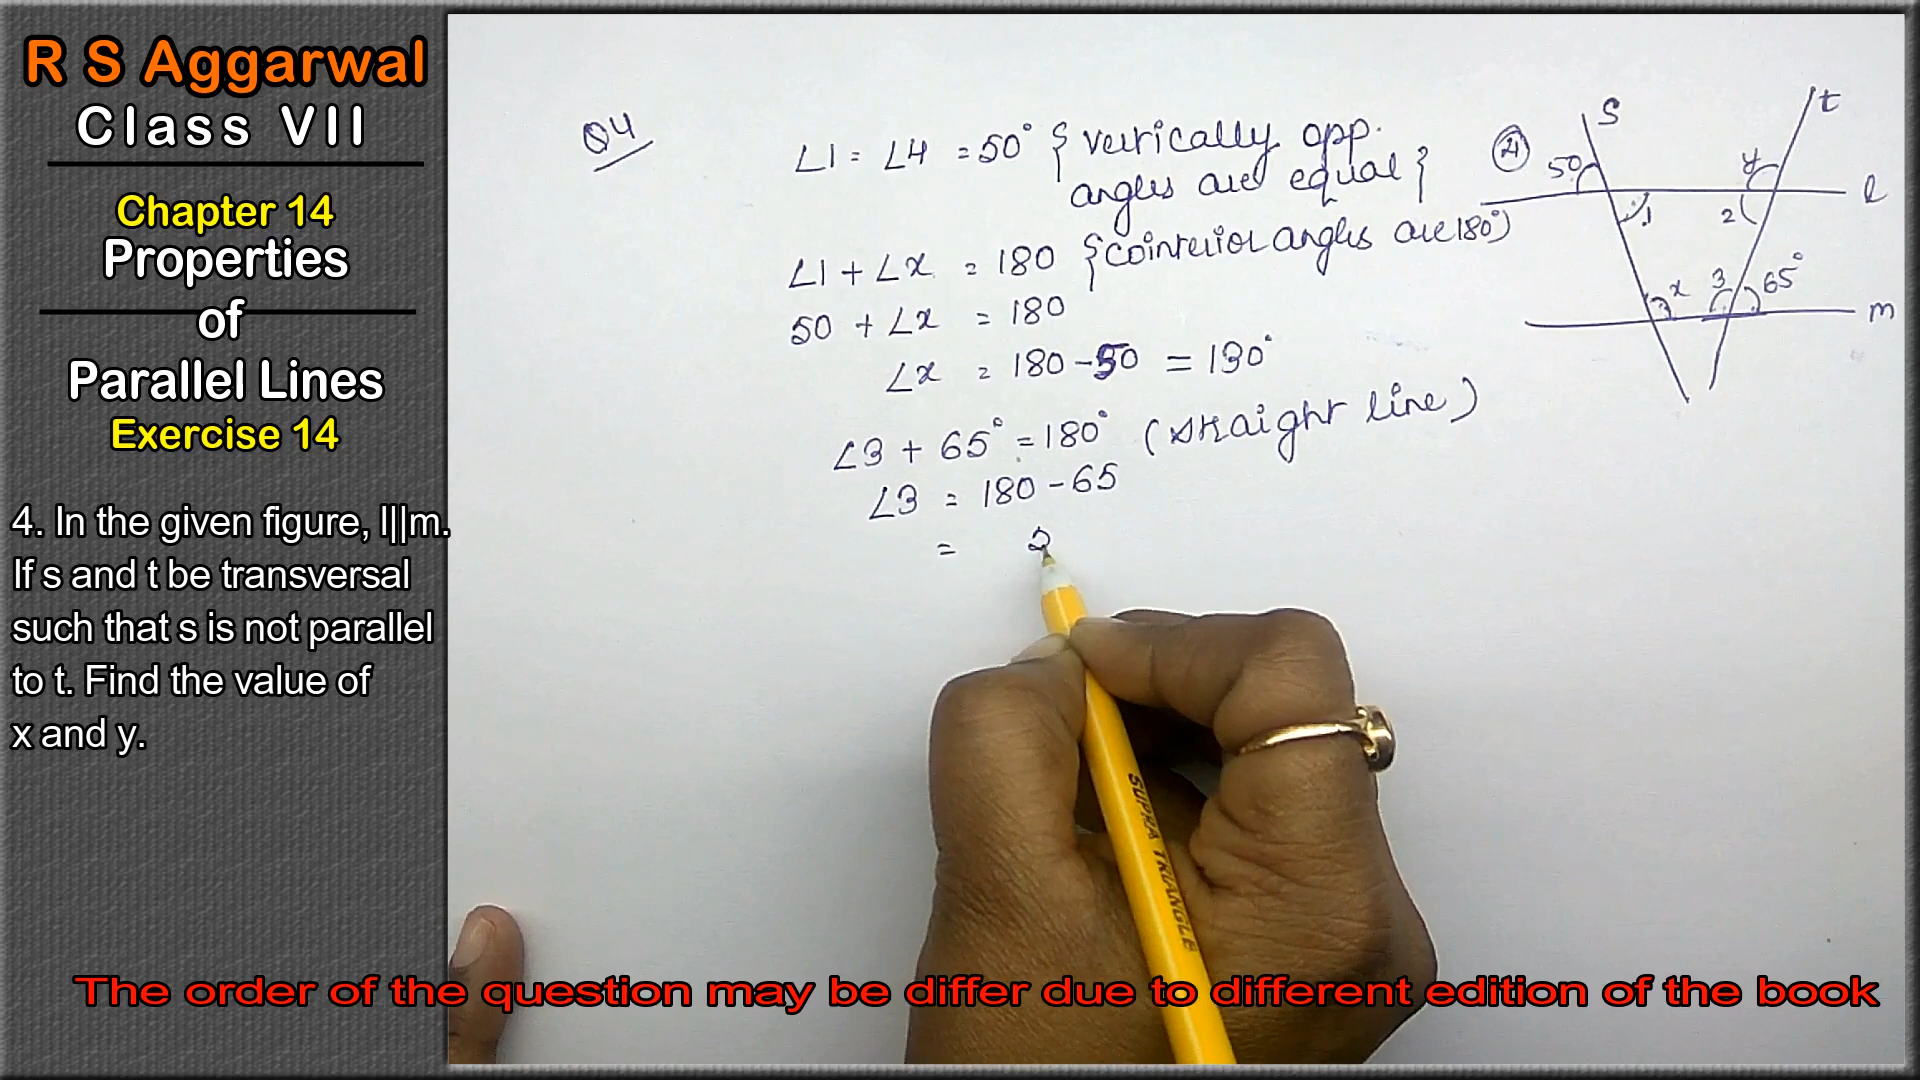 R S Aggarwal
Class VII
Chapter 14
Properties
of
Parallel Lines
Exercise 14
4. In the given figure, l||m.
If s and t be transversal
such that s is not parallel
to t. Find the value of
x and y.
Q4
∠1 = ∠4 = 50° { vertically opp.
angles are equal }
∠1 + ∠x = 180 { cointerior angles are 180° )
50 + ∠x = 180
∠x = 180 - 50 = 130°
∠3 + 65° = 180° ( straight line )
∠3 = 180 - 65
=
4
s
t
50
y
l
1
2
x
3
65°
m
SUPRA TRIANGLE
The order of the question may be differ due to different edition of the book